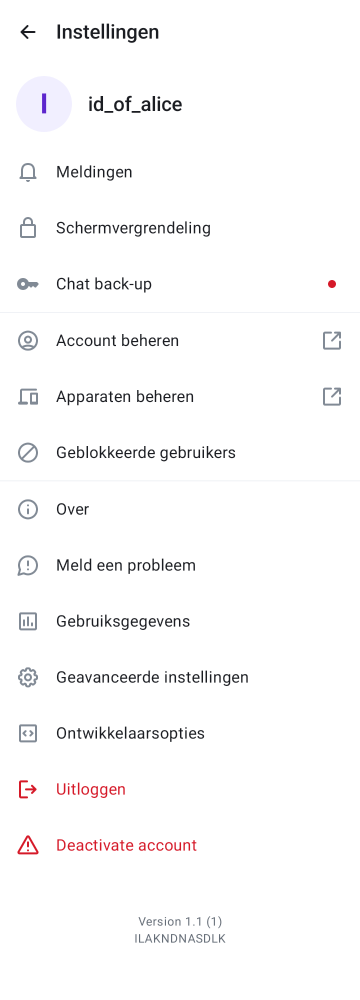 Instellingen
I
id_of_alice
Meldingen
Schermvergrendeling
Chat back-up
Account beheren
Apparaten beheren
Geblokkeerde gebruikers
Over
Meld een probleem
Gebruiksgegevens
Geavanceerde instellingen
Ontwikkelaarsopties
Uitloggen
Deactivate account
Version 1.1 (1)
ILAKNDNASDLK